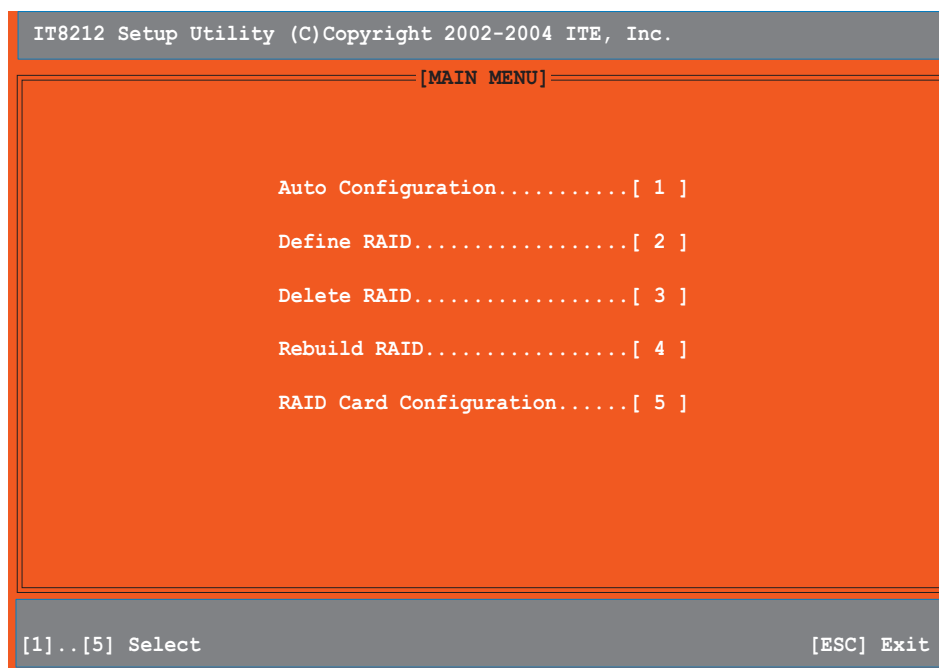 IT8212 Setup Utility (C)Copyright 2002-2004 ITE, Inc.
[MAIN MENU]
Auto Configuration...........[ 1 ]
Define RAID..................[ 2 ]
Delete RAID..................[ 3 ]
Rebuild RAID.................[ 4 ]
RAID Card Configuration......[ 5 ]
[1]..[5] Select [ESC] Exit